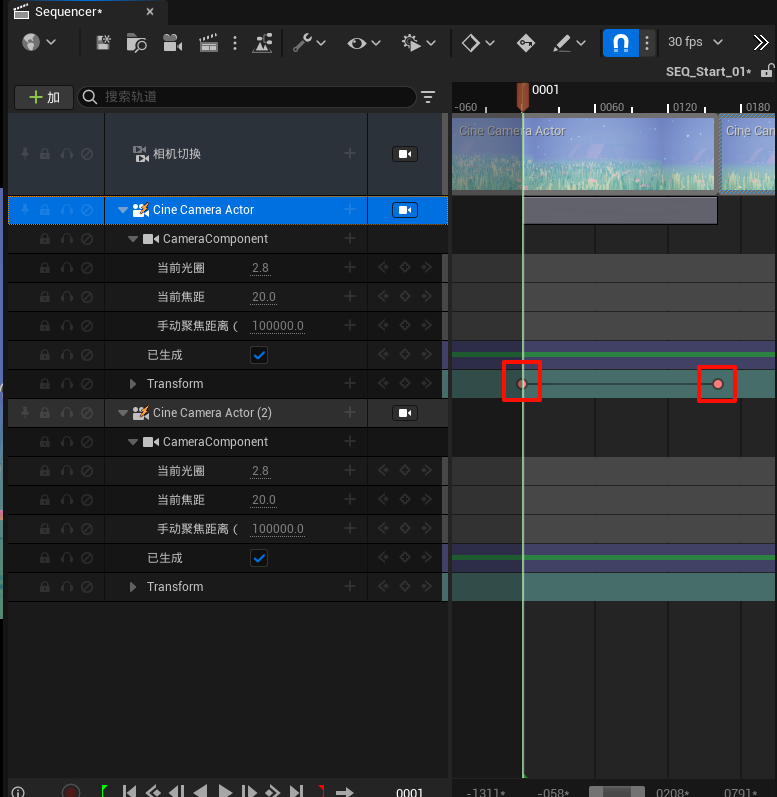 Sequencer*
30 fps
SEQ_Start_01*
加
搜索轨道
0001
-060
0060
0120
0180
相机切换
Cine Camera Actor
Cine Can
Cine Camera Actor
CameraComponent
当前光圈 2.8
当前焦距 20.0
手动聚焦距离 ( 100000.0
已生成
Transform
Cine Camera Actor (2)
CameraComponent
当前光圈 2.8
当前焦距 20.0
手动聚焦距离 ( 100000.0
已生成
Transform
0001
-1311*
-058*
0208*
0791*